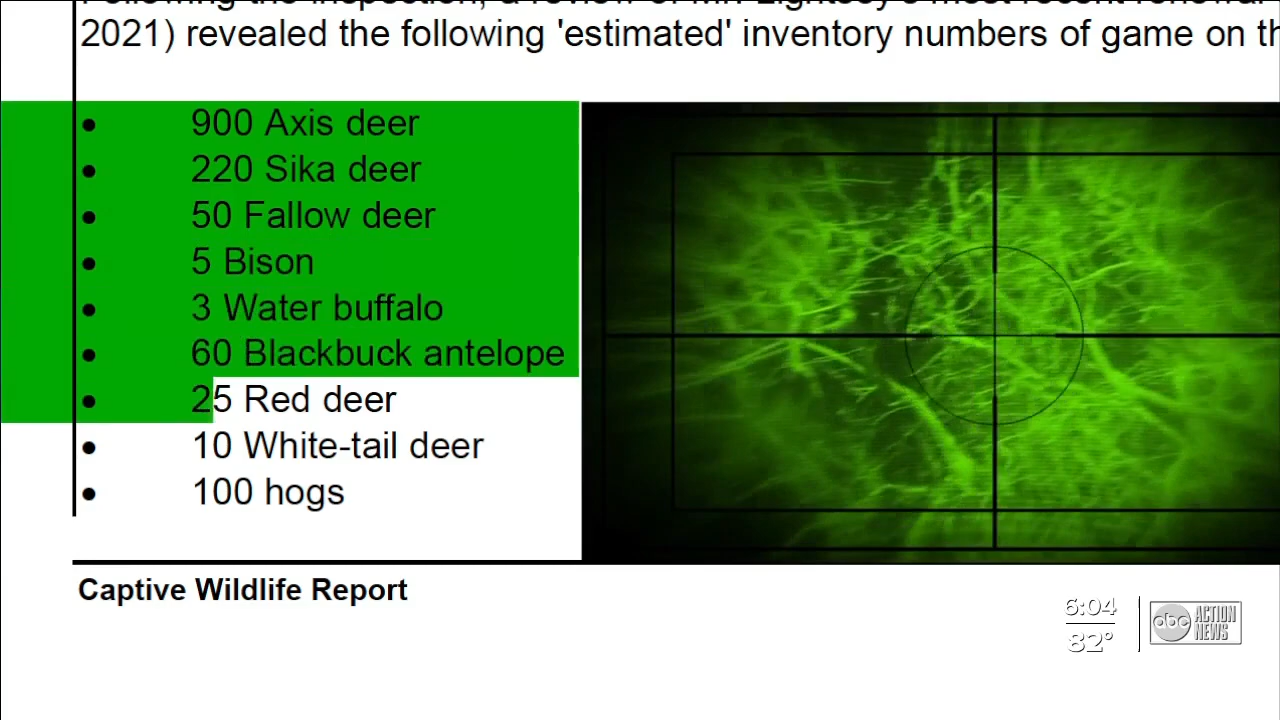 2021) revealed the following 'estimated' inventory numbers of game on
• 900 Axis deer
• 220 Sika deer
• 50 Fallow deer
• 5 Bison
• 3 Water buffalo
• 60 Blackbuck antelope
• 25 Red deer
• 10 White-tail deer
• 100 hogs
Captive Wildlife Report
6:04
82°
abc ACTION
NEWS